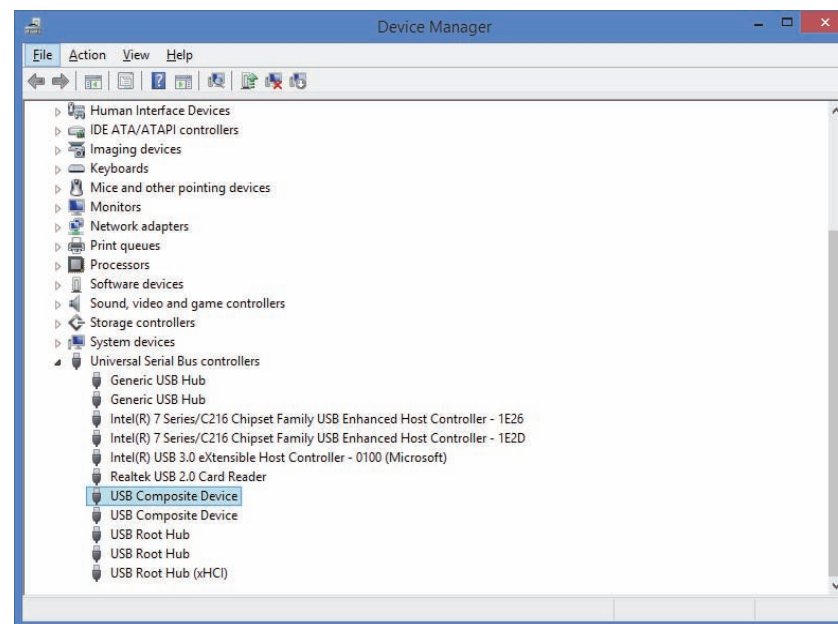 Device Manager
File Action View Help
Human Interface Devices
IDE ATA/ATAPI controllers
Imaging devices
Keyboards
Mice and other pointing devices
Monitors
Network adapters
Print queues
Processors
Software devices
Sound, video and game controllers
Storage controllers
System devices
Universal Serial Bus controllers
Generic USB Hub
Generic USB Hub
Intel(R) 7 Series/C216 Chipset Family USB Enhanced Host Controller - 1E26
Intel(R) 7 Series/C216 Chipset Family USB Enhanced Host Controller - 1E2D
Intel(R) USB 3.0 eXtensible Host Controller - 0100 (Microsoft)
Realtek USB 2.0 Card Reader
USB Composite Device
USB Composite Device
USB Root Hub
USB Root Hub
USB Root Hub (xHCI)